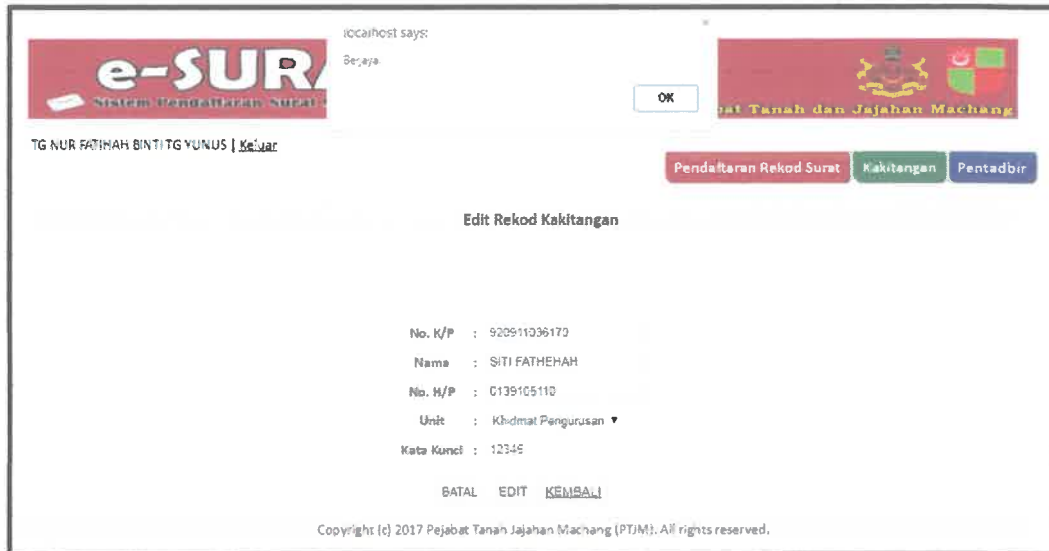 localhost says:
Berjaya
OK
e-SURA
Sistem Pendaftaran Surat
bat Tanah dan Jajahan Machang
TG NUR FATIHAH BINTI TG YUNUS | Keluar
Pendaftaran Rekod Surat Kakitangan Pentadbir
Edit Rekod Kakitangan
No. K/P : 920911036170
Nama : SITI FATHEHAH
No. H/P : 0139105110
Unit : Khidmat Pengurusan ▼
Kata Kunci : 12345
BATAL EDIT KEMBALI
Copyright (c) 2017 Pejabat Tanah Jajahan Machang (PTJM). All rights reserved.